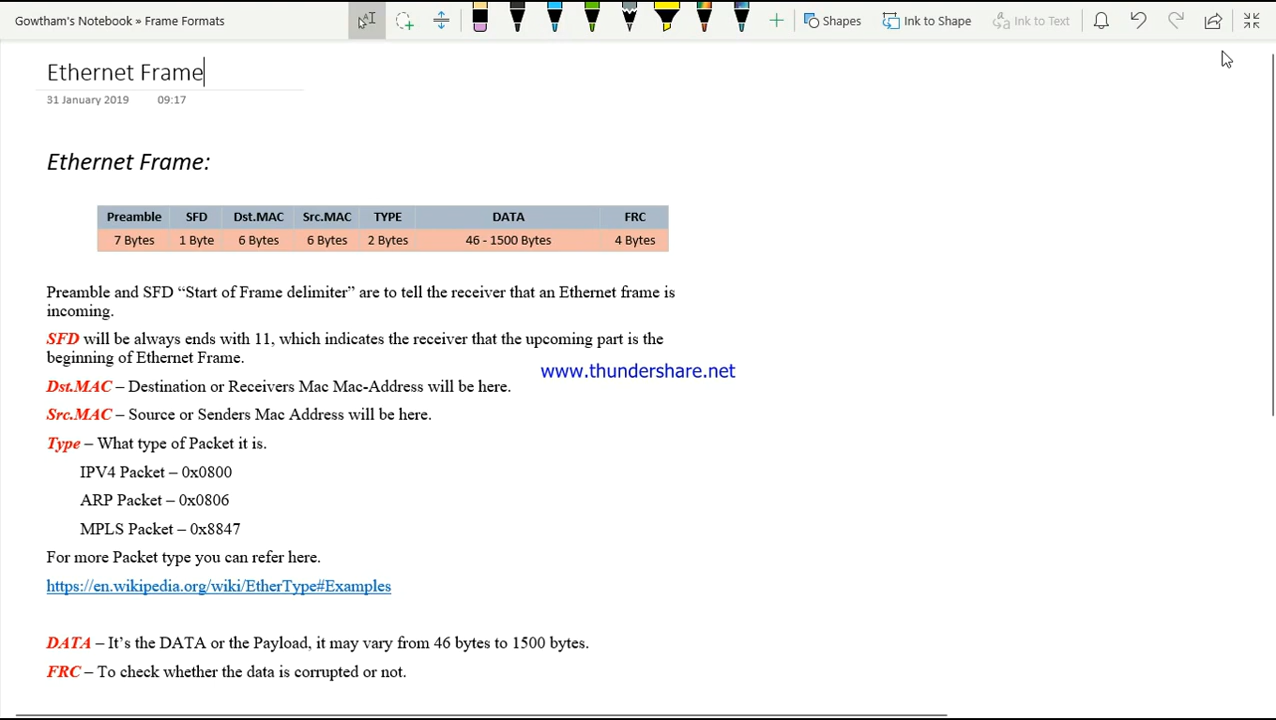 Gowtham's Notebook » Frame Formats
Shapes
Ink to Shape
Ink to Text
Ethernet Frame
31 January 2019 09:17
Ethernet Frame:
Preamble SFD Dst.MAC Src.MAC TYPE DATA FRC
7 Bytes 1 Byte 6 Bytes 6 Bytes 2 Bytes 46 - 1500 Bytes 4 Bytes
Preamble and SFD “Start of Frame delimiter” are to tell the receiver that an Ethernet frame is
incoming.
SFD will be always ends with 11, which indicates the receiver that the upcoming part is the
beginning of Ethernet Frame.
www.thundershare.net
Dst.MAC – Destination or Receivers Mac Mac-Address will be here.
Src.MAC – Source or Senders Mac Address will be here.
Type – What type of Packet it is.
IPV4 Packet – 0x0800
ARP Packet – 0x0806
MPLS Packet – 0x8847
For more Packet type you can refer here.
https://en.wikipedia.org/wiki/EtherType#Examples
DATA – It’s the DATA or the Payload, it may vary from 46 bytes to 1500 bytes.
FRC – To check whether the data is corrupted or not.